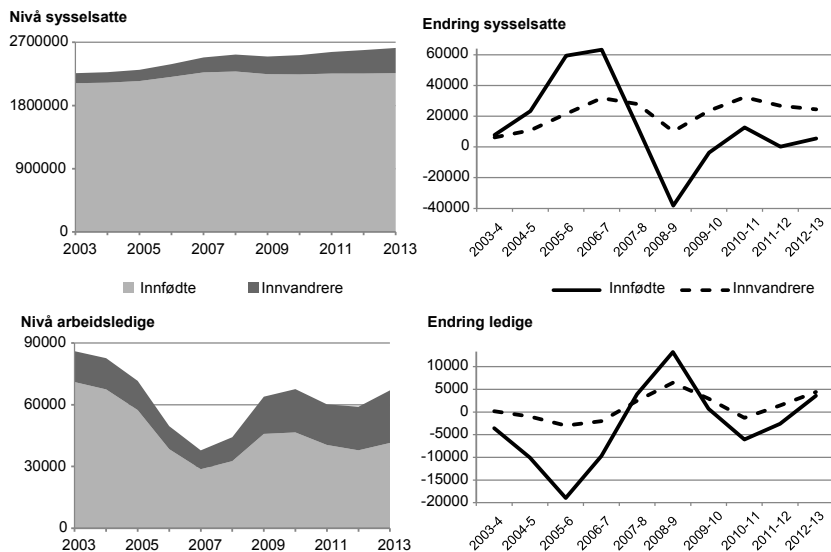 Nivå sysselsatte
2700000
1800000
900000
0
2003 2005 2007 2009 2011 2013
Innfødte Innvandrere
Endring sysselsatte
60000
40000
20000
0
-20000
-40000
2003-4 2004-5 2005-6 2006-7 2007-8 2008-9 2009-10 2010-11 2011-12 2012-13
Innfødte Innvandrere
Nivå arbeidsledige
90000
60000
30000
0
2003 2005 2007 2009 2011 2013
Endring ledige
10000
5000
0
-5000
-10000
-15000
-20000
2003-4 2004-5 2005-6 2006-7 2007-8 2008-9 2009-10 2010-11 2011-12 2012-13